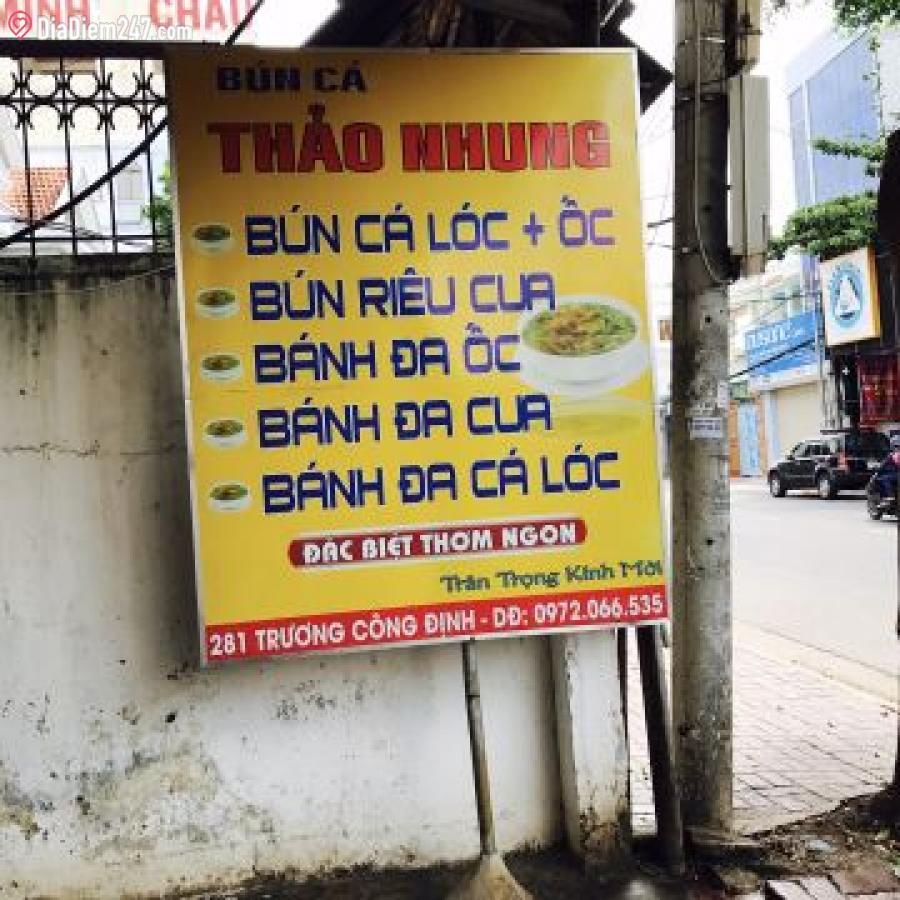 MINH CHÂU
DiaDiem247.com
BÚN CÁ
THẢO NHUNG
BÚN CÁ LÓC + ỐC
BÚN RIÊU CUA
BÁNH ĐA ỐC
BÁNH ĐA CUA
BÁNH ĐA CÁ LÓC
ĐẶC BIỆT THƠM NGON
Trân Trọng Kính Mời
281 TRƯƠNG CÔNG ĐỊNH - DĐ: 0972.066.535